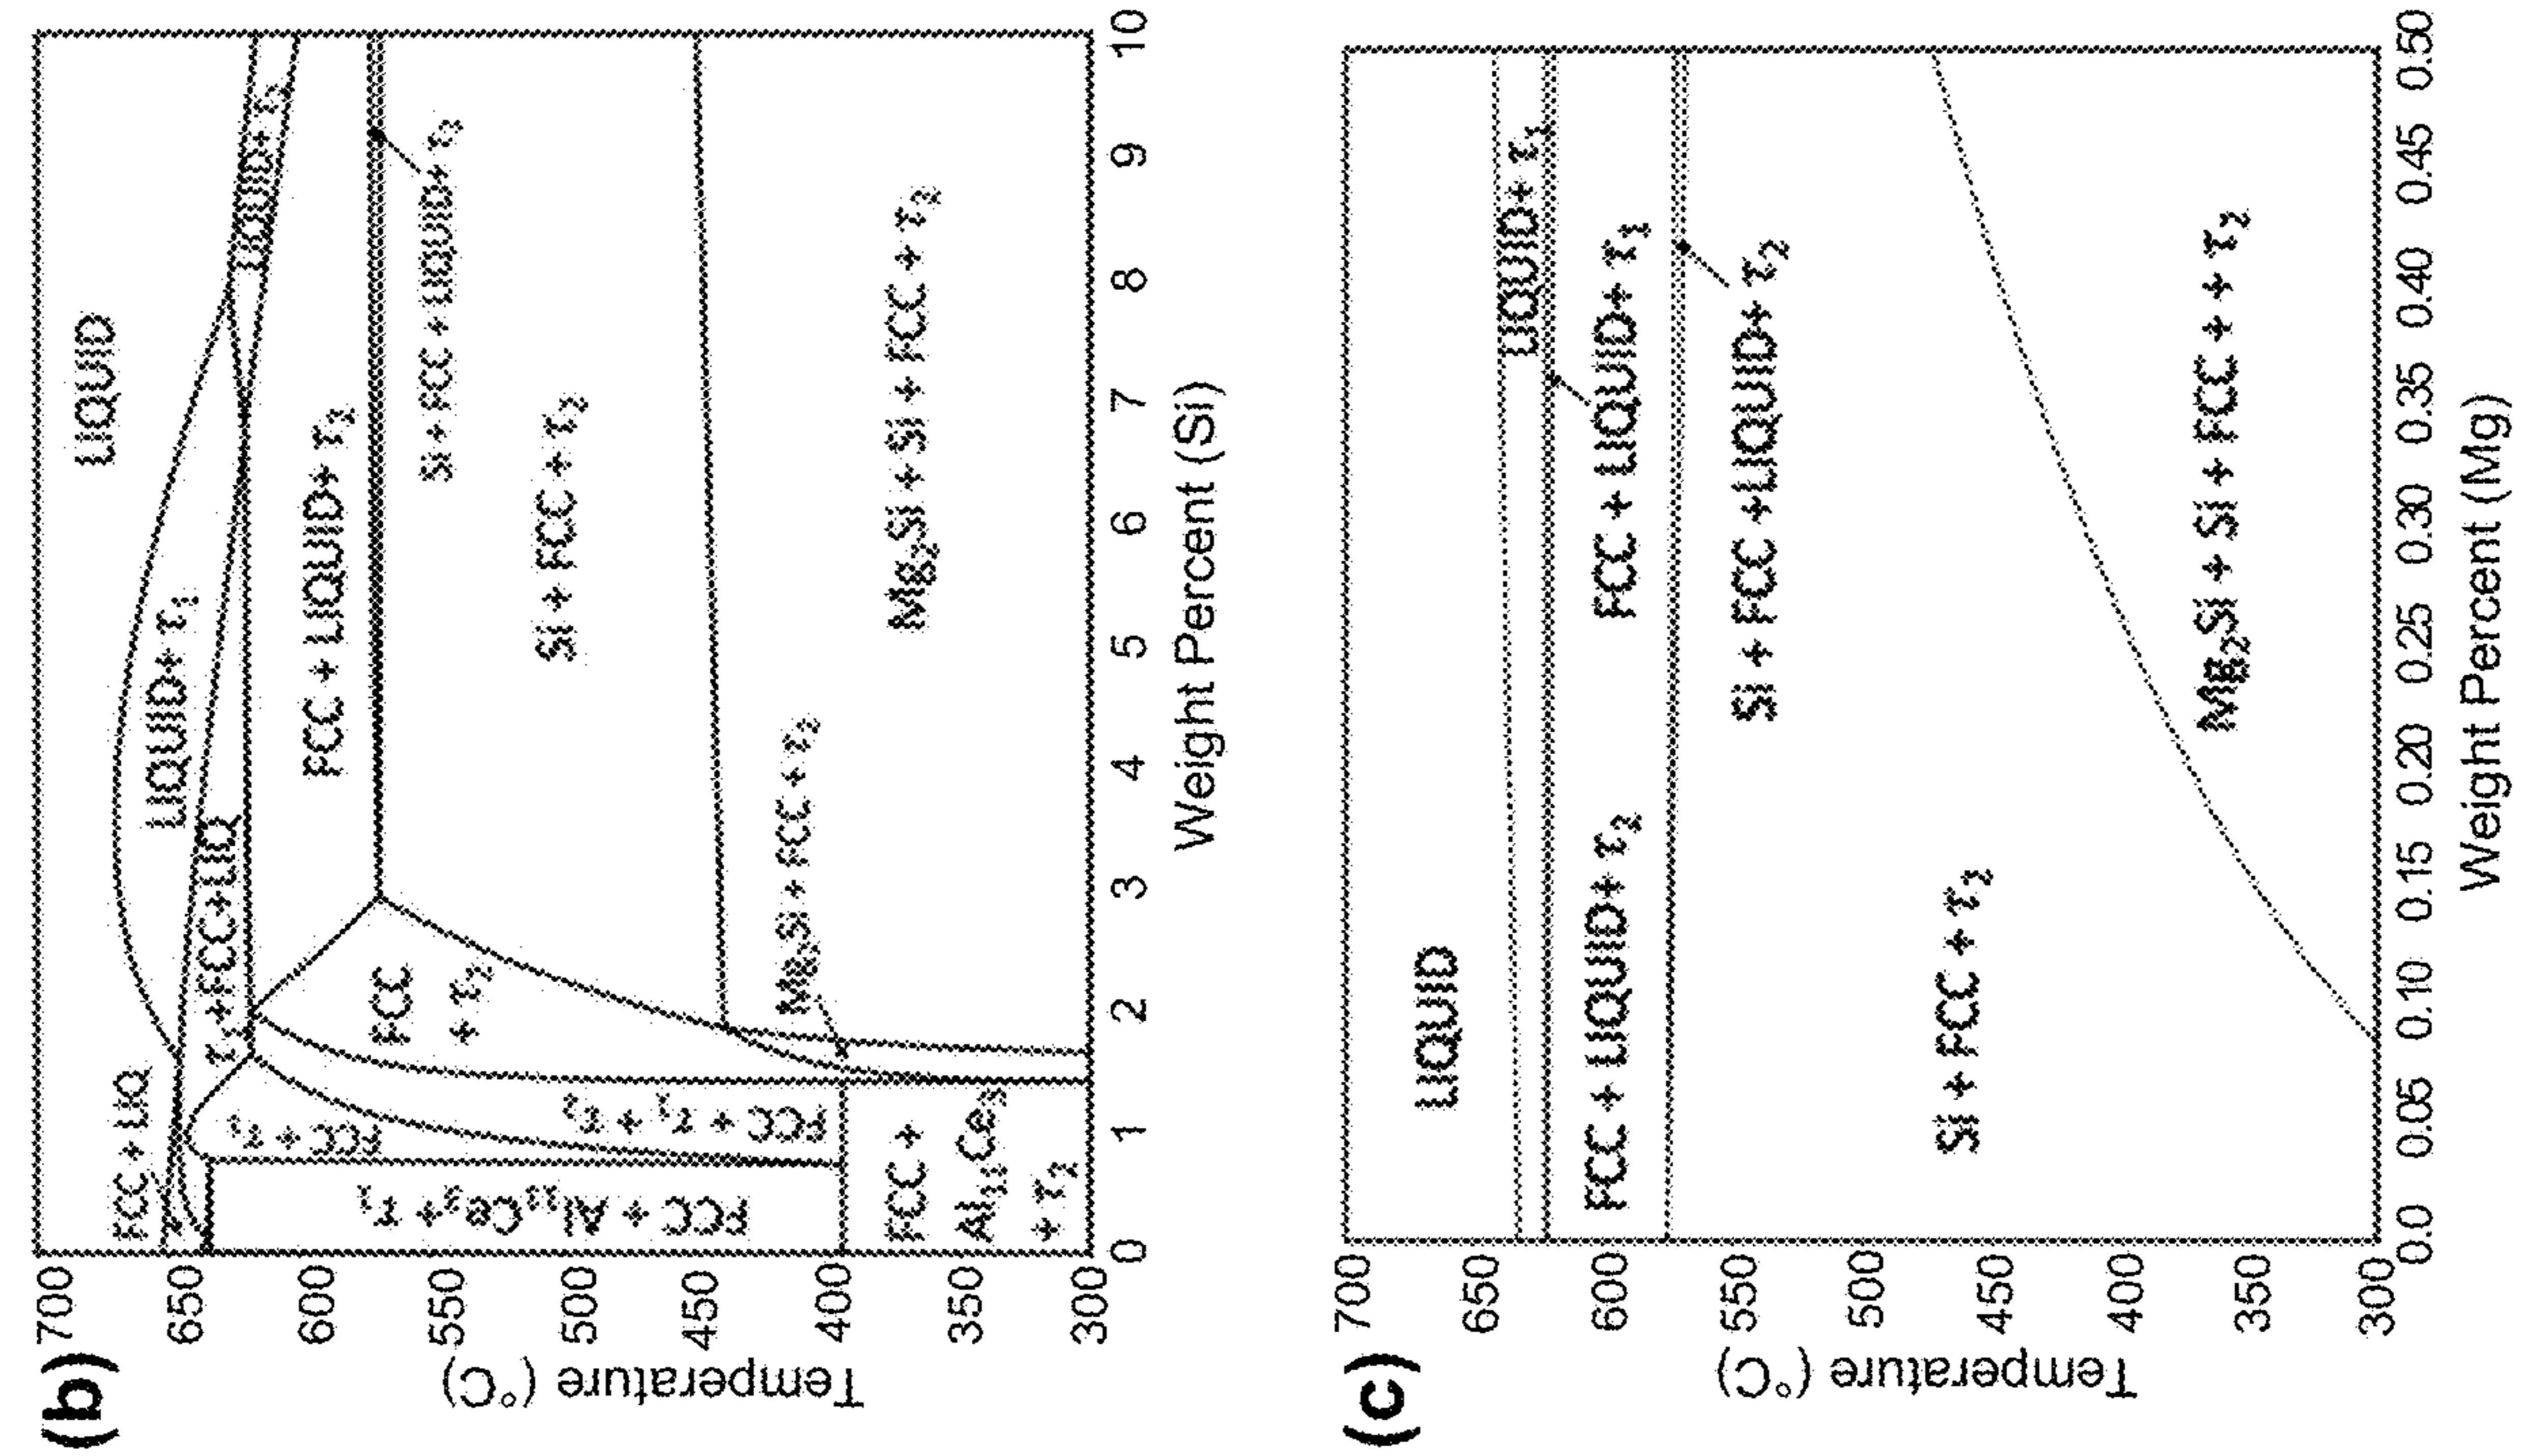 (b)
Temperature (°C)
700
650
600
550
500
450
400
350
300
LIQUID
LIQUID+ τ₁
LIQUID+ τ₂
FCC + LIQ
τ₁+FCC+LIQ
FCC + LIQUID+ τ₂
Si + FCC + LIQUID+ τ₂
FCC + τ₁
FCC
+ τ₂
Si + FCC + τ₂
FCC + Al₁₁Ce₃ + τ₁
FCC + τ₁ + τ₂
Mg₂Si + FCC + τ₂
Mg₂Si + Si + FCC + τ₂
FCC +
Al₁₁Ce₃
+ τ₂
0 1 2 3 4 5 6 7 8 9 10
Weight Percent (Si)
(c)
Temperature (°C)
700
650
600
550
500
450
400
350
300
LIQUID
LIQUID+ τ₁
FCC + LIQUID+ τ₂
FCC + LIQUID+ τ₁
Si + FCC +LIQUID+ τ₂
Si + FCC + τ₂
Mg₂Si + Si + FCC + + τ₂
0.0 0.05 0.10 0.15 0.20 0.25 0.30 0.35 0.40 0.45 0.50
Weight Percent (Mg)